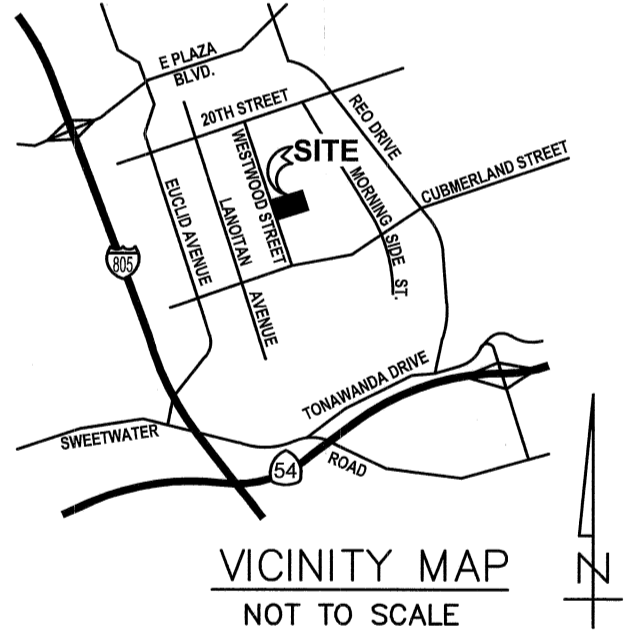 E PLAZA
BLVD.
20TH STREET
REO DRIVE
WESTWOOD STREET
SITE
CUBMERLAND STREET
MORNING SIDE ST.
EUCLID AVENUE
LANOITAN AVENUE
805
TONAWANDA DRIVE
SWEETWATER ROAD
54
VICINITY MAP
NOT TO SCALE
N